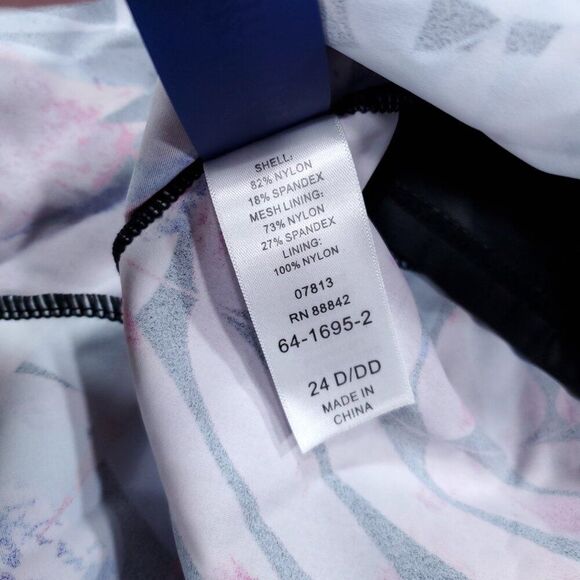 SHELL:
82% NYLON
18% SPANDEX
MESH LINING:
73% NYLON
27% SPANDEX
LINING:
100% NYLON
07813
RN 88842
64-1695-2
24 D/DD
MADE IN
CHINA